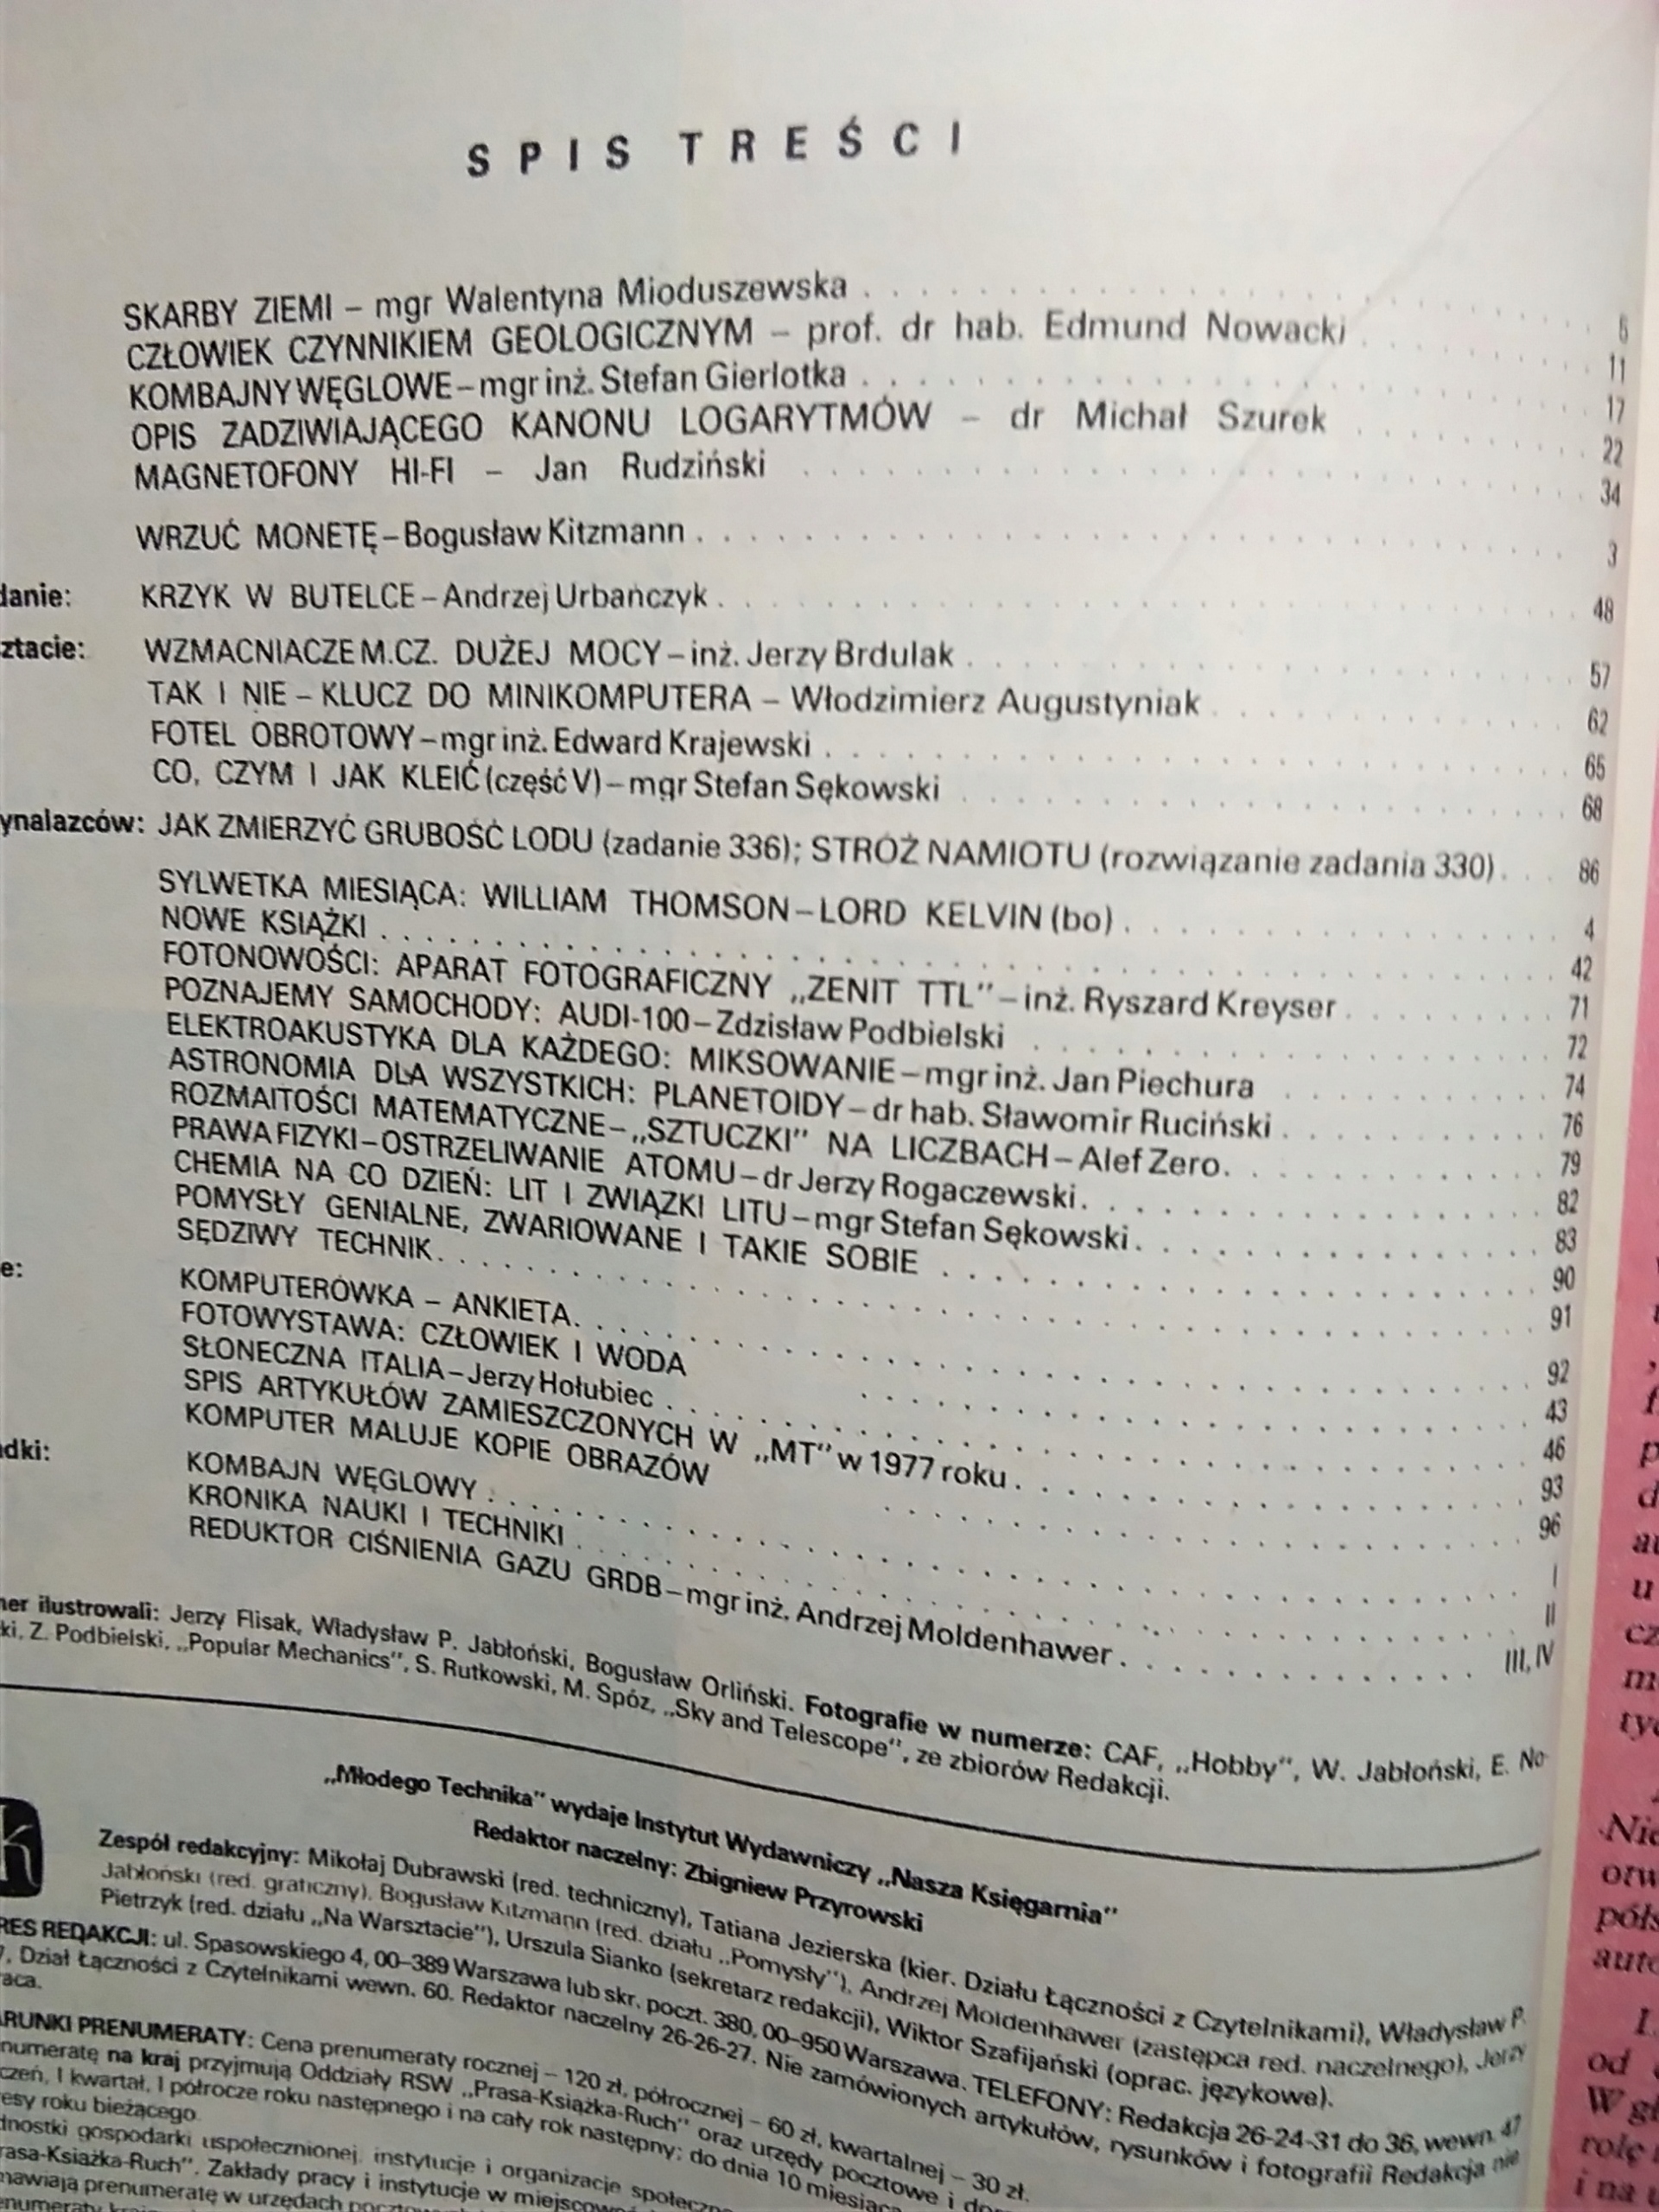 SPIS TREŚCI
SKARBY ZIEMI – mgr Walentyna Mioduszewska . . . 6
CZŁOWIEK CZYNNIKIEM GEOLOGICZNYM – prof. dr hab. Edmund Nowacki . . . 11
KOMBAJNY WĘGLOWE – mgr inż. Stefan Gierlotka . . . 17
OPIS ZADZIWIAJĄCEGO KANONU LOGARYTMÓW – dr Michał Szurek . . . 22
MAGNETOFONY HI-FI – Jan Rudziński . . . 34
WRZUĆ MONETĘ – Bogusław Kitzmann . . . 3
danie: KRZYK W BUTELCE – Andrzej Urbańczyk . . . 48
ztacie: WZMACNIACZE M.CZ. DUŻEJ MOCY – inż. Jerzy Brdulak . . . 57
TAK I NIE – KLUCZ DO MINIKOMPUTERA – Włodzimierz Augustyniak . . . 62
FOTEL OBROTOWY – mgr inż. Edward Krajewski . . . 65
CO, CZYM I JAK KLEIĆ (część V) – mgr Stefan Sękowski . . . 68
ynalazców: JAK ZMIERZYĆ GRUBOŚĆ LODU (zadanie 336); STRÓŻ NAMIOTU (rozwiązanie zadania 330) . . . 86
SYLWETKA MIESIĄCA: WILLIAM THOMSON – LORD KELVIN (bo) . . . 4
NOWE KSIĄŻKI . . . 42
FOTONOWOŚCI: APARAT FOTOGRAFICZNY „ZENIT TTL” – inż. Ryszard Kreyser . . . 71
POZNAJEMY SAMOCHODY: AUDI-100 – Zdzisław Podbielski . . . 72
ELEKTROAKUSTYKA DLA KAŻDEGO: MIKSOWANIE – mgr inż. Jan Piechura . . . 74
ASTRONOMIA DLA WSZYSTKICH: PLANETOIDY – dr hab. Sławomir Ruciński . . . 76
ROZMAITOŚCI MATEMATYCZNE – „SZTUCZKI” NA LICZBACH – Alef Zero . . . 79
PRAWA FIZYKI – OSTRZELIWANIE ATOMU – dr Jerzy Rogaczewski . . . 82
CHEMIA NA CO DZIEŃ: LIT I ZWIĄZKI LITU – mgr Stefan Sękowski . . . 83
POMYSŁY GENIALNE, ZWARIOWANE I TAKIE SOBIE . . . 90
SĘDZIWY TECHNIK . . . 91
e: KOMPUTERÓWKA – ANKIETA . . . 92
FOTOWYSTAWA: CZŁOWIEK I WODA . . . 43
SŁONECZNA ITALIA – Jerzy Hołubiec . . . 46
SPIS ARTYKUŁÓW ZAMIESZCZONYCH W „MT” w 1977 roku . . . 93
KOMPUTER MALUJE KOPIE OBRAZÓW . . . 96
dki: KOMBAJN WĘGLOWY . . . I
KRONIKA NAUKI I TECHNIKI . . . II
REDUKTOR CIŚNIENIA GAZU GRDB – mgr inż. Andrzej Moldenhawer . . . III, IV
ner ilustrowali: Jerzy Flisak, Władysław P. Jabłoński, Bogusław Orliński. Fotografie w numerze: CAF, „Hobby”, W. Jabłoński, E. No-
ki, Z. Podbielski, „Popular Mechanics”, S. Rutkowski, M. Spóz, „Sky and Telescope”, ze zbiorów Redakcji.
„Młodego Technika” wydaje Instytut Wydawniczy „Nasza Księgarnia”
Redaktor naczelny: Zbigniew Przyrowski
Zespół redakcyjny: Mikołaj Dubrawski (red. techniczny), Tatiana Jezierska (kier. Działu Łączności z Czytelnikami), Władysław P.
Jabłoński (red. graficzny), Bogusław Kitzmann (red. działu „Pomysły”), Andrzej Moldenhawer (zastępca red. naczelnego), Jerzy
Pietrzyk (red. działu „Na Warsztacie”), Urszula Sianko (sekretarz redakcji), Wiktor Szafijański (oprac. językowe).
RES REDAKCJI: ul. Spasowskiego 4, 00–389 Warszawa lub skr. poczt. 380, 00–950 Warszawa. TELEFONY: Redakcja 26-24-31 do 36, wewn. 47
7, Dział Łączności z Czytelnikami wewn. 60. Redaktor naczelny 26-26-27. Nie zamówionych artykułów, rysunków i fotografii Redakcja nie
aca.
ARUNKI PRENUMERATY: Cena prenumeraty rocznej – 120 zł, półrocznej – 60 zł, kwartalnej – 30 zł.
numeratę na kraj przyjmują Oddziały RSW „Prasa-Książka-Ruch” oraz urzędy pocztowe i
czeń, I kwartał, I półrocze roku następnego i na cały rok następny; do dnia 10 miesiąca
esy roku bieżącego.
dnostki gospodarki uspołecznionej, instytucje i organizacje
rasa-Książka-Ruch”. Zakłady pracy i instytucje w
mawiają prenumeratę w urzędach